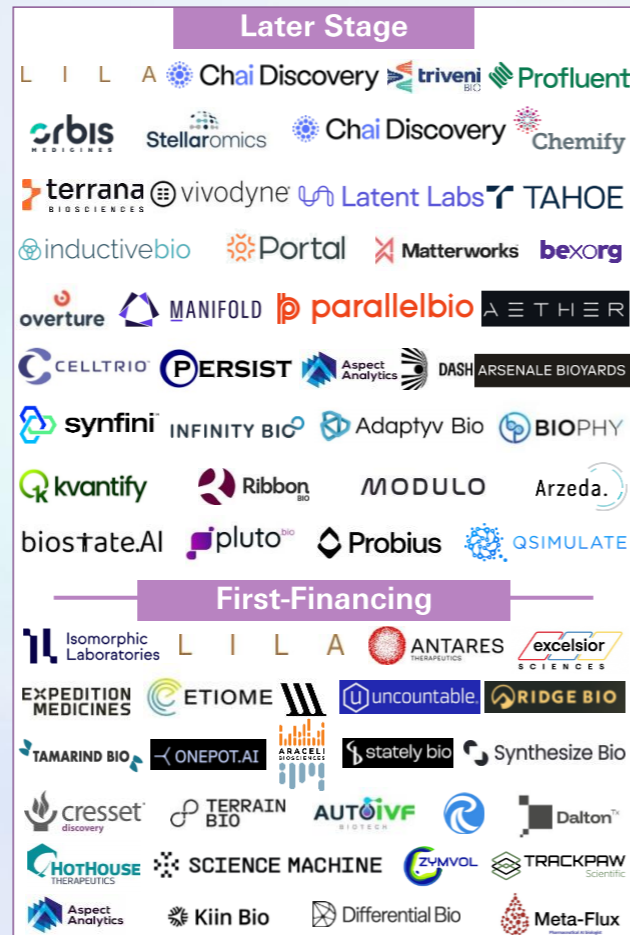 Later Stage
L I L A Chai Discovery triveni BIO Profluent
orbis MEDICINES Stellaromics Chai Discovery Chemify
terrana BIOSCIENCES vivodyne Latent Labs TAHOE
inductivebio Portal Matterworks bexorg
overture MANIFOLD parallelbio AETHER
CELLTRIO PERSIST Aspect Analytics DASH ARSENALE BIOYARDS
synfini INFINITY BIO Adaptyv Bio BIOPHY
kvantify Ribbon BIO MODULO Arzeda.
biostate.AI pluto bio Probius QSIMULATE
First-Financing
Isomorphic Laboratories L I L A ANTARES THERAPEUTICS excelsior SCIENCES
EXPEDITION MEDICINES ETIOME uncountable. RIDGE BIO
TAMARIND BIO ONEPOT.AI ARACELI BIOSCIENCES stately bio Synthesize Bio
cresset discovery TERRAIN BIO AUTOIVF BIOTECH Dalton Tx
HOTHOUSE THERAPEUTICS SCIENCE MACHINE ZYMVOL TRACKPAW Scientific
Aspect Analytics Kiin Bio Differential Bio Meta-Flux Pharmaceutical AI Biologist